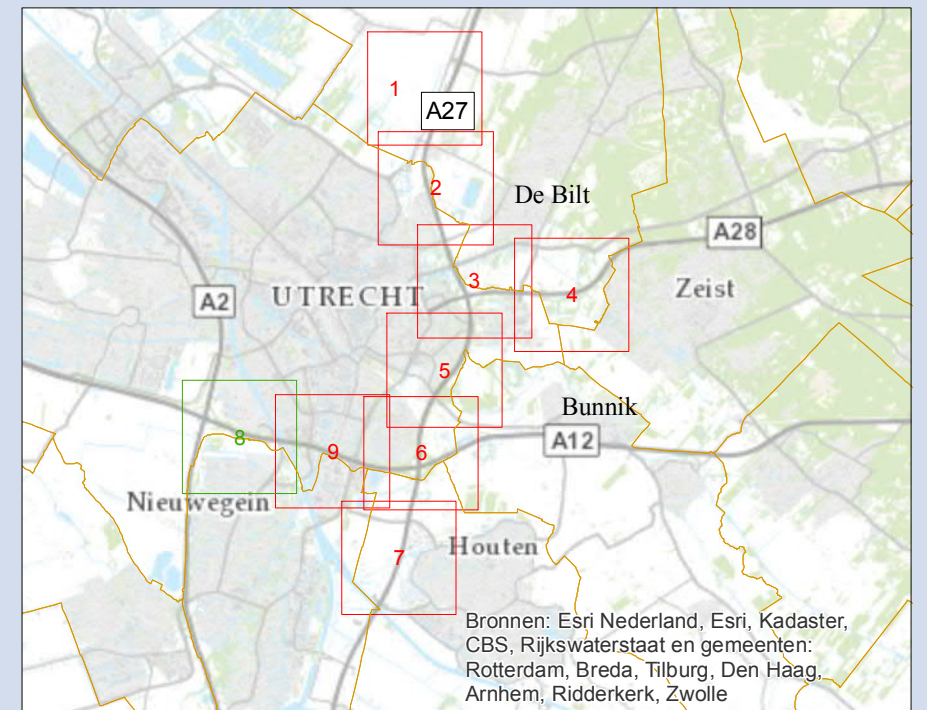 1
A27
2
De Bilt
A28
3
4
Zeist
A2
UTRECHT
5
Bunnik
8
9
6
A12
Nieuwegein
Houten
7
Bronnen: Esri Nederland, Esri, Kadaster,
CBS, Rijkswaterstaat en gemeenten:
Rotterdam, Breda, Tilburg, Den Haag,
Arnhem, Ridderkerk, Zwolle